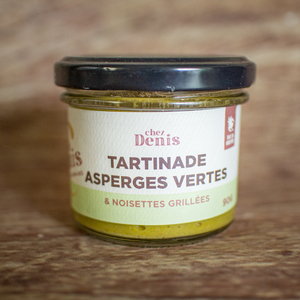 chez
Denis
TARTINADE
ASPERGES VERTES
& NOISETTES GRILLÉES
90G